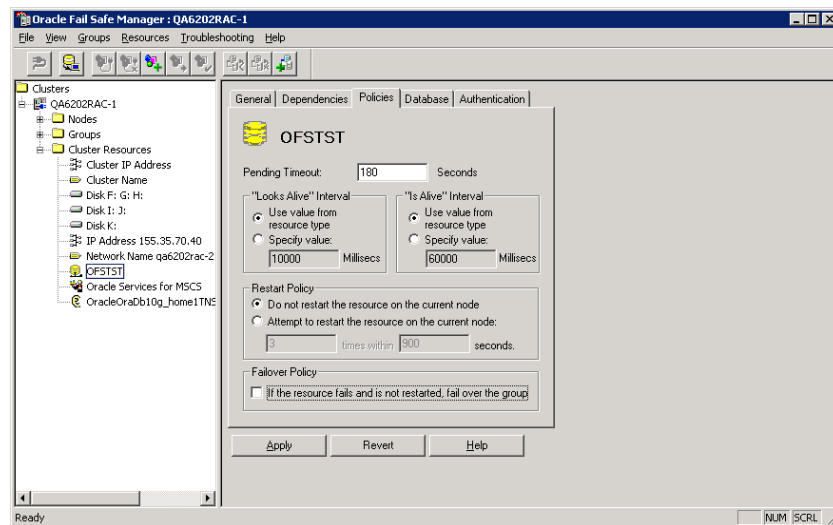 Oracle Fail Safe Manager : QA6202RAC-1
File View Groups Resources Troubleshooting Help
Clusters
QA6202RAC-1
Nodes
Groups
Cluster Resources
Cluster IP Address
Cluster Name
Disk F: G: H:
Disk I: J:
Disk K:
IP Address 155.35.70.40
Network Name qa6202rac-2
OFSTST
Oracle Services for MSCS
OracleOraDb10g_home1TNS
General Dependencies Policies Database Authentication
OFSTST
Pending Timeout: 180 Seconds
"Looks Alive" Interval
Use value from
resource type
Specify value:
10000 Millisecs
"Is Alive" Interval
Use value from
resource type
Specify value:
60000 Millisecs
Restart Policy
Do not restart the resource on the current node
Attempt to restart the resource on the current node:
3 times within 900 seconds.
Failover Policy
If the resource fails and is not restarted, fail over the group
Apply Revert Help
Ready NUM SCRL